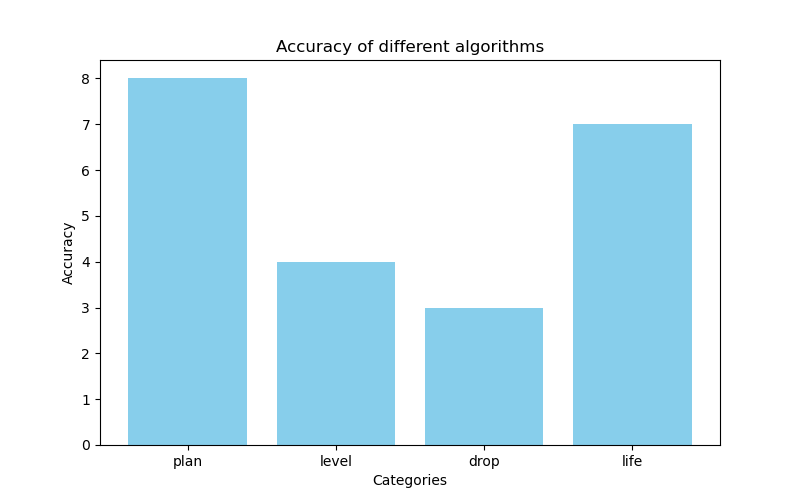 Accuracy of different algorithms
8
7
6
5
4
3
2
1
0
Accuracy
plan level drop life
Categories